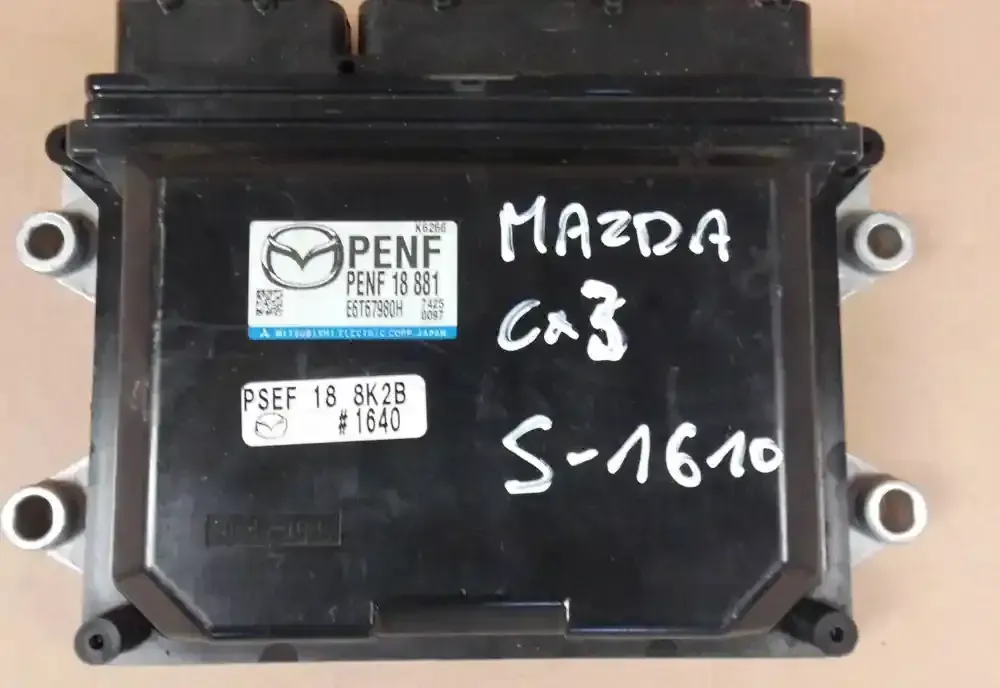 K6266
PENF
PENF 18 881
E6T67980H
7425
0097
MITSUBISHI ELECTRIC CORP. JAPAN
PSEF 18 8K2B
#1640
MAZDA
Cx3
S-1610